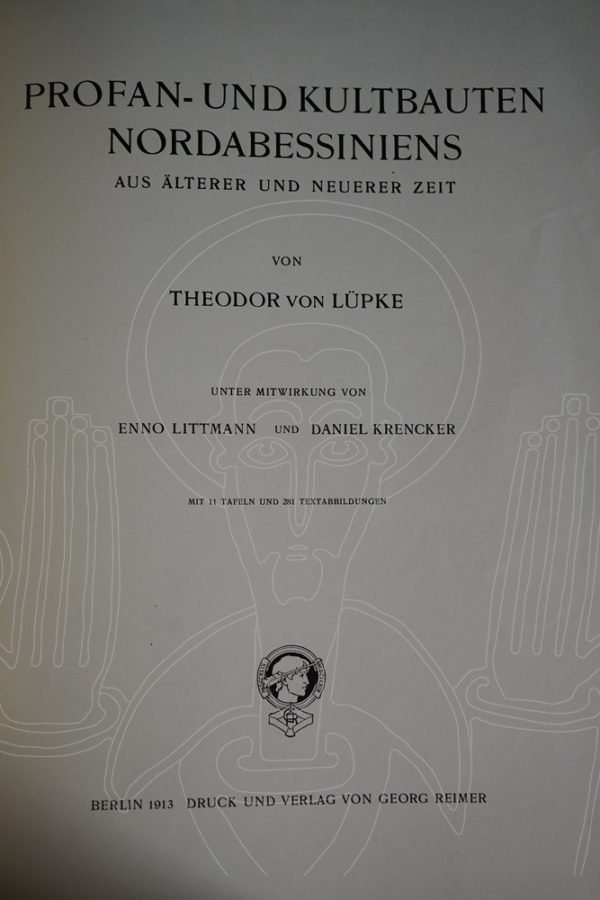 PROFAN- UND KULTBAUTEN
NORDABESSINIENS
AUS ÄLTERER UND NEUERER ZEIT
VON
THEODOR VON LÜPKE
UNTER MITWIRKUNG VON
ENNO LITTMANN UND DANIEL KRENCKER
MIT 11 TAFELN UND 281 TEXTABBILDUNGEN
BERLIN 1913 DRUCK UND VERLAG VON GEORG REIMER